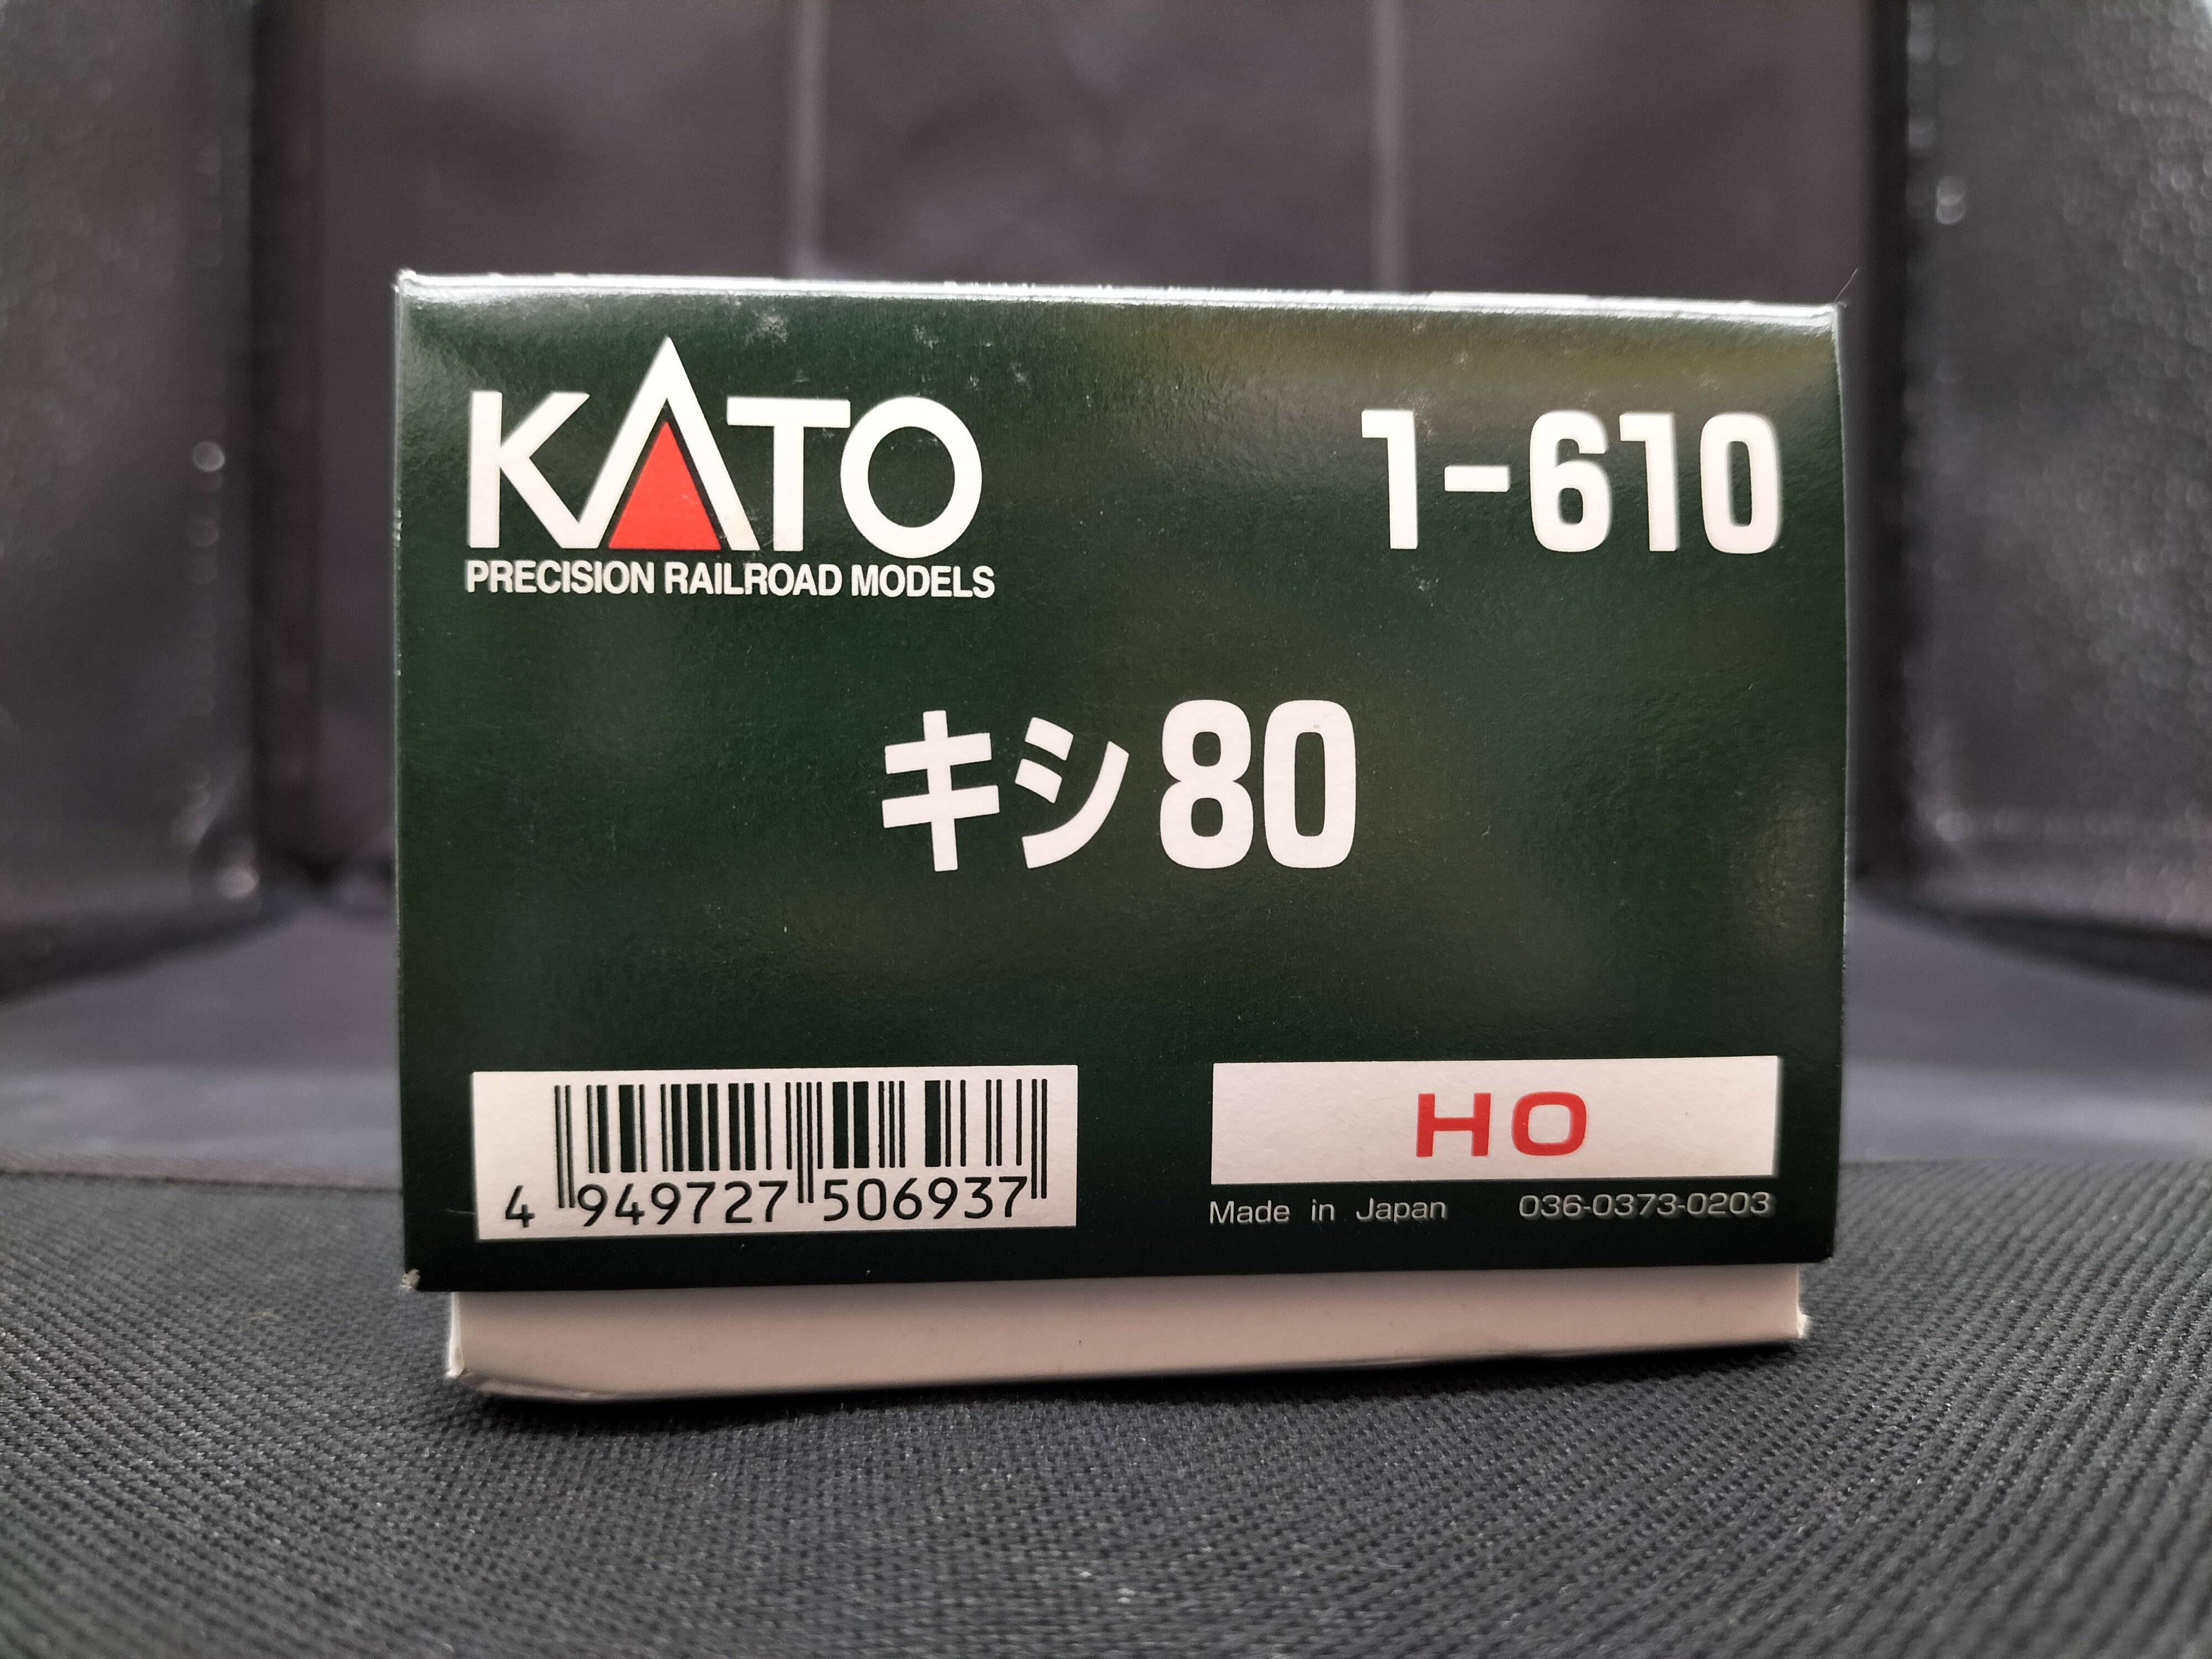 KATO
PRECISION RAILROAD MODELS
1-610
キシ80
4 949727 506937
HO
Made in Japan 036-0373-0203